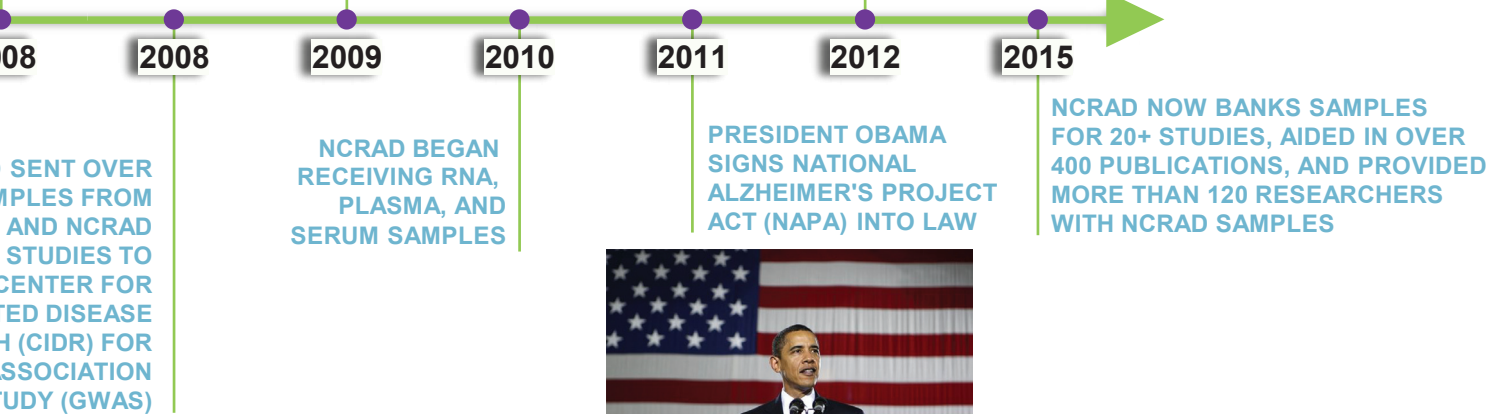 08
2008
2009
2010
2011
2012
2015
SENT OVER
FROM
AND NCRAD
STUDIES TO
CENTER FOR
DISEASE
(CIDR) FOR
ASSOCIATION
(GWAS)
NCRAD BEGAN
RECEIVING RNA,
PLASMA, AND
SERUM SAMPLES
PRESIDENT OBAMA
SIGNS NATIONAL
ALZHEIMER'S PROJECT
ACT (NAPA) INTO LAW
NCRAD NOW BANKS SAMPLES
FOR 20+ STUDIES, AIDED IN OVER
400 PUBLICATIONS, AND PROVIDED
MORE THAN 120 RESEARCHERS
WITH NCRAD SAMPLES